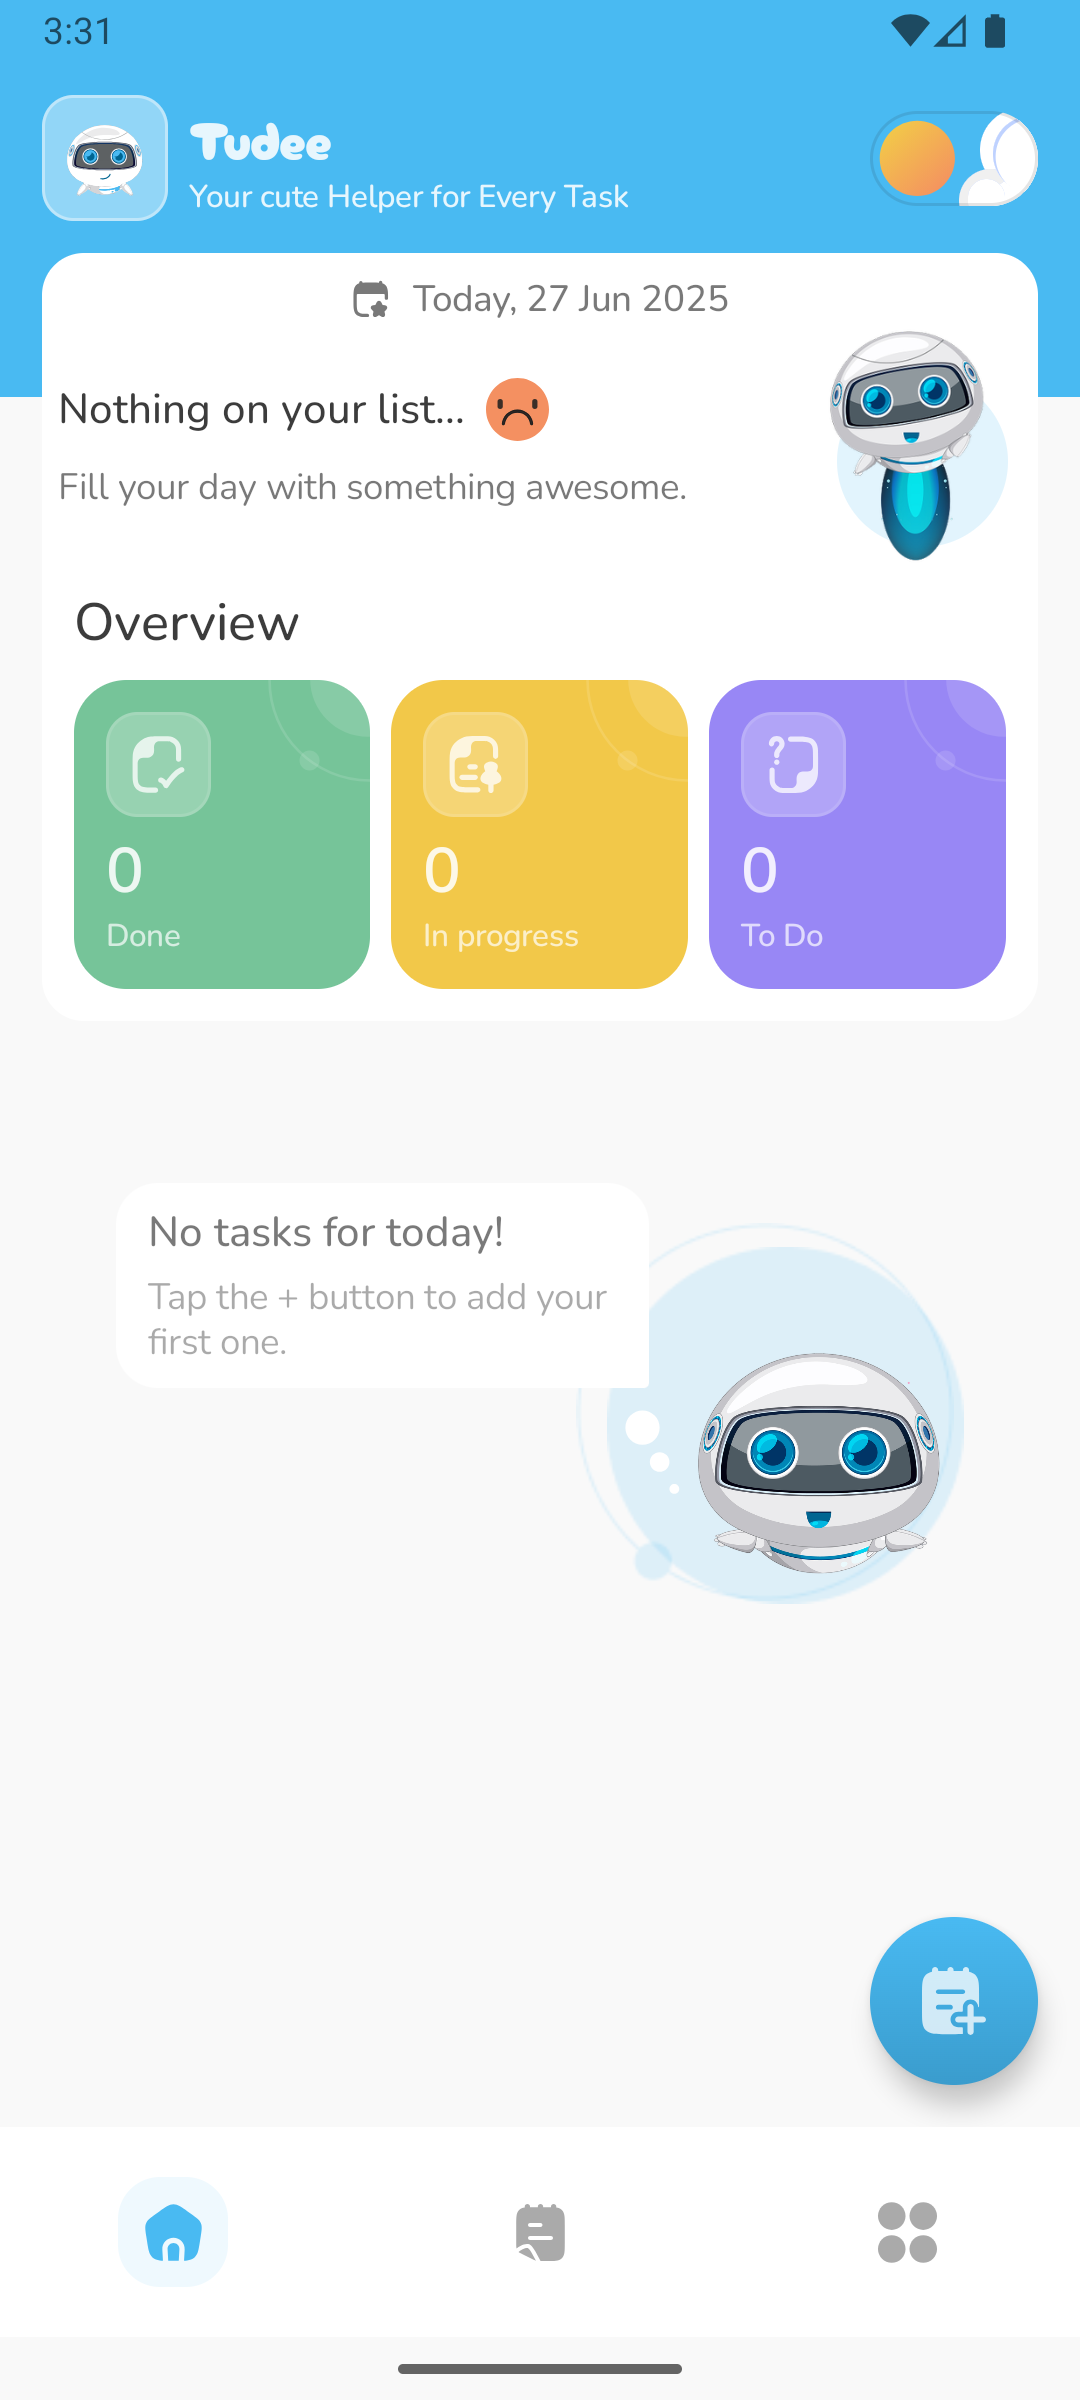 3:31
Tudee
Your cute Helper for Every Task
Today, 27 Jun 2025
Nothing on your list...
Fill your day with something awesome.
Overview
0
Done
0
In progress
0
To Do
No tasks for today!
Tap the + button to add your
first one.